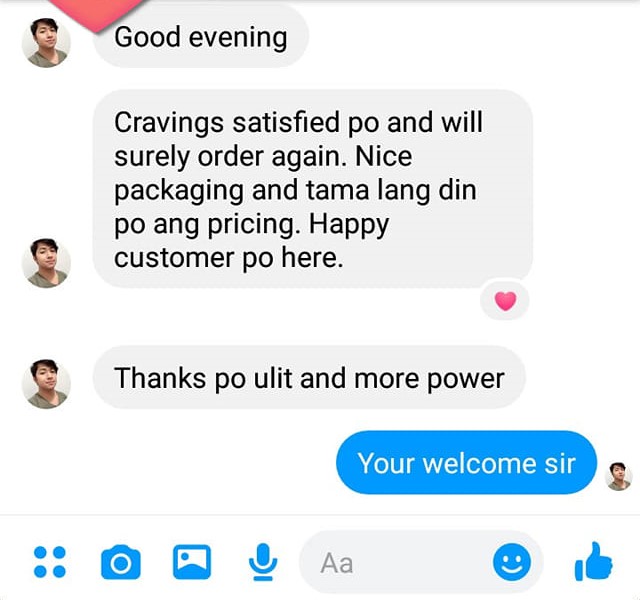 Good evening
Cravings satisfied po and will
surely order again. Nice
packaging and tama lang din
po ang pricing. Happy
customer po here.
Thanks po ulit and more power
Your welcome sir
Aa